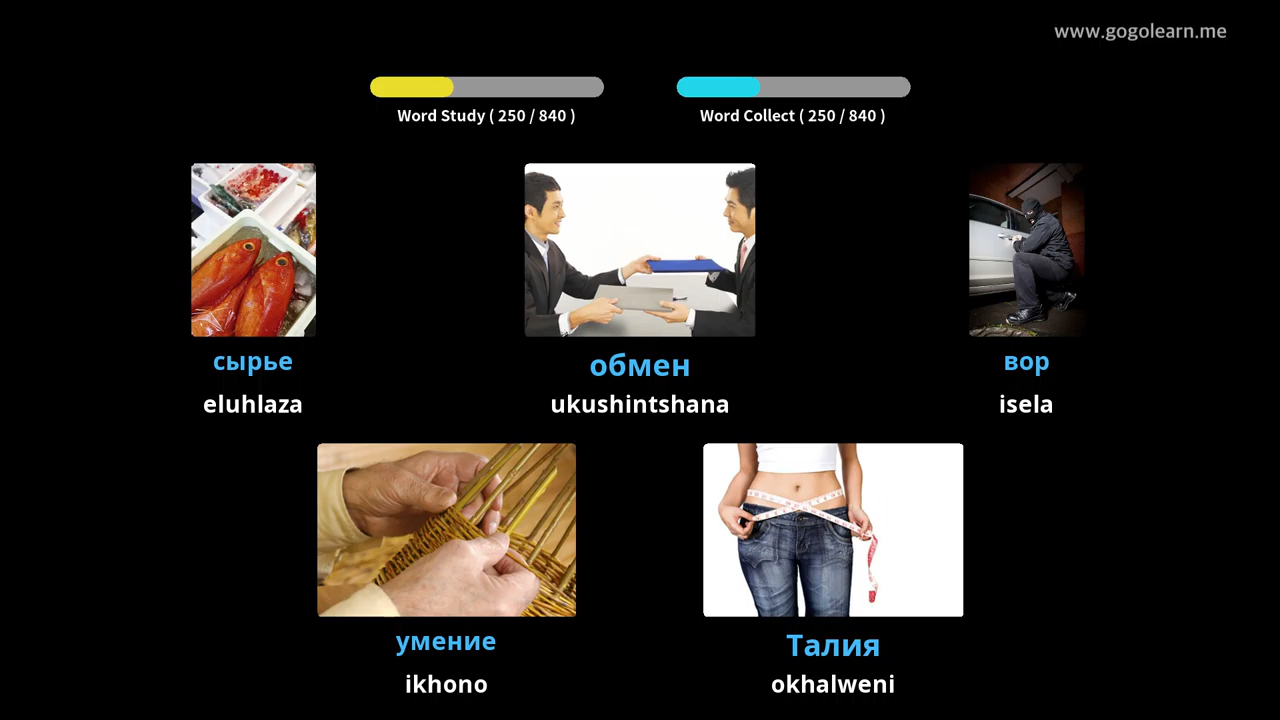 www.gogolearn.me
Word Study ( 250 / 840 )
Word Collect ( 250 / 840 )
сырье
eluhlaza
обмен
ukushintshana
вор
isela
умение
ikhono
Талия
okhalweni